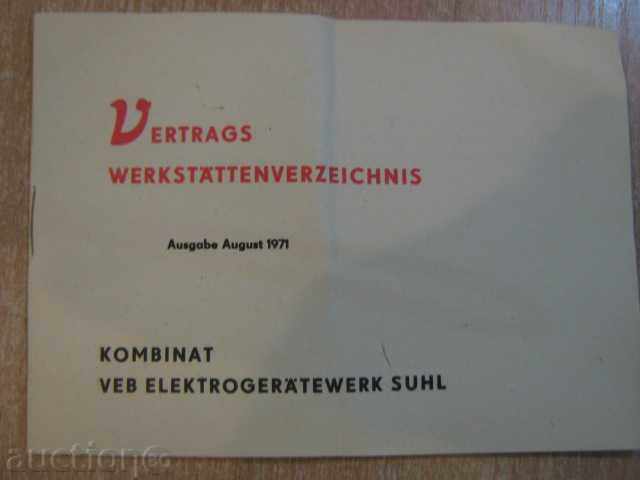 VERTRAGS
WERKSTÄTTENVERZEICHNIS
Ausgabe August 1971
KOMBINAT
VEB ELEKTROGERÄTEWERK SUHL
auction